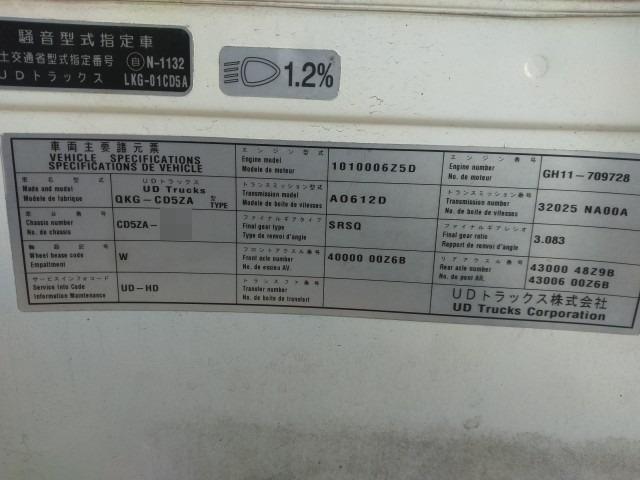 騒音型式指定車
土交通省型式指定番号 自 N-1132
UDトラックス LKG-01CD5A
1.2%
車両主要諸元票
VEHICLE SPECIFICATIONS
SPECIFICATIONS DE VEHICLE
車名型式
Made and model
Modele de fabrique
UDトラックス
UD Trucks
QKG-CD5ZA 型 TYPE
車台番号
Chassis number
No. de chassis
CD5ZA-
Wheel base code
Empattment
W
サービスインフォコード
Service Info Code
Information Maintenance
UD-HD
エンジン型式
Engine model
Modele de moteur
1010006Z5D
トランスミッション型式
Transmission model
Modele de boite de vitesses
A0612D
ファイナルギアタイプ
Final gear type
Type de renvoi d'angle
SRSQ
フロントアクスル番号
Front axle number
No. de essieu AV.
40000 00Z6B
トランスファ番号
Transfer number
No. de boite de transfert
エンジン番号
Engine number
No. de moteur
GH11-709728
トランスミッション番号
Transmission number
No. de boite de vitesses
32025 NA00A
ファイナルギアレシオ
Final gear ratio
Rapport de renvoi d'angle
3.083
リアアクスル番号
Rear axle number
No. de pour AR.
43000 48Z9B
43006 00Z6B
UDトラックス株式会社
UD Trucks Corporation